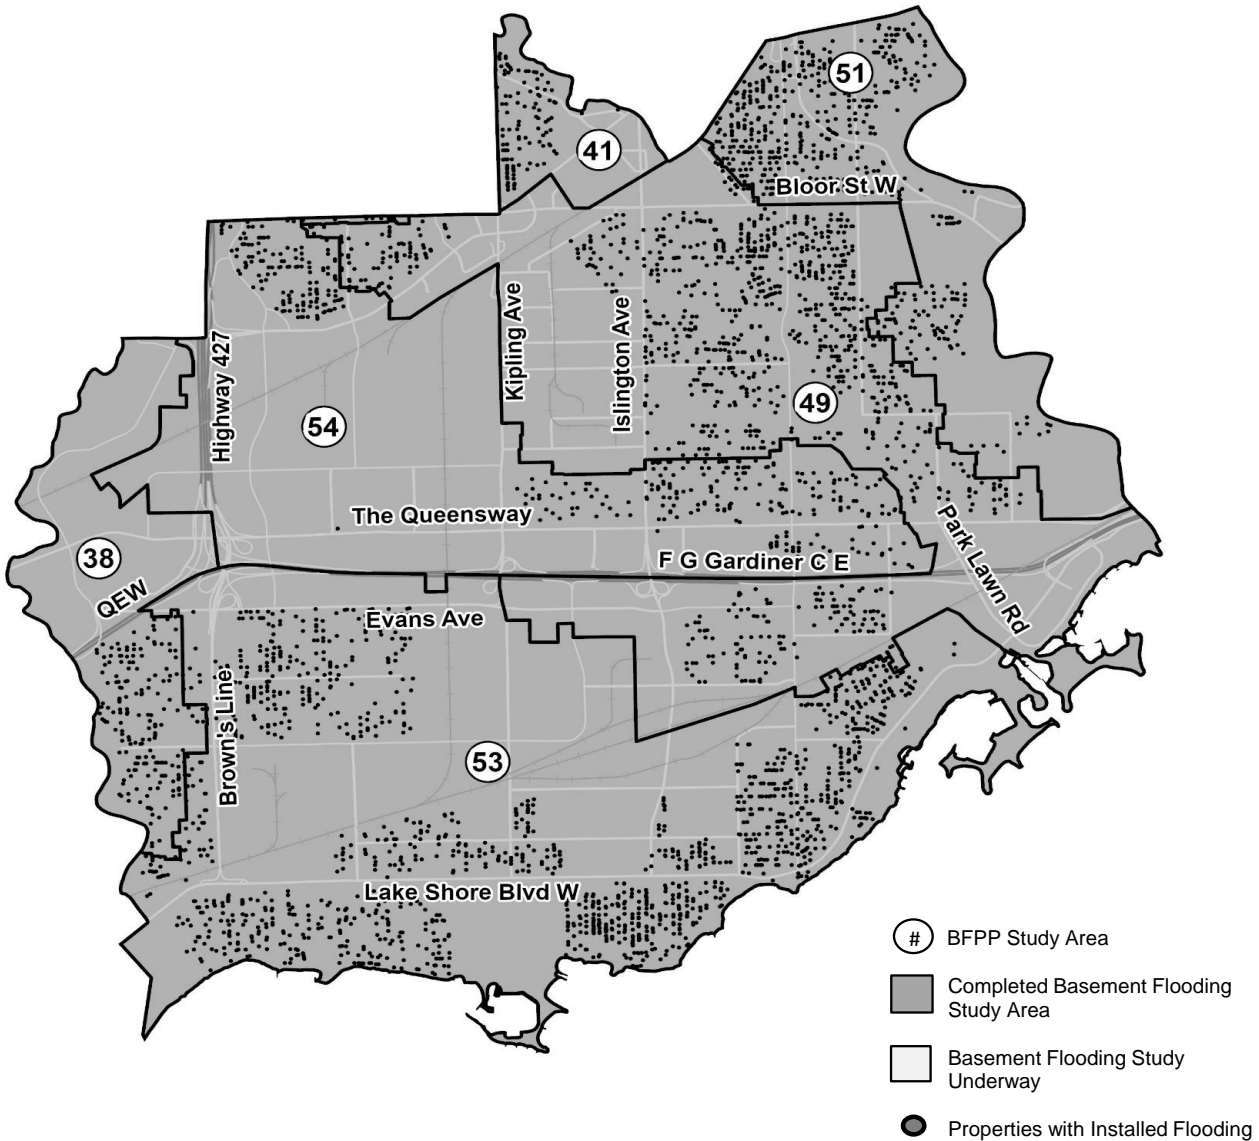 51
41
Bloor St W
Kipling Ave
Islington Ave
Highway 427
49
54
The Queensway
Park Lawn Rd
38
F G Gardiner C E
QEW
Evans Ave
Brown's Line
53
Lake Shore Blvd W
# BFPP Study Area
Completed Basement Flooding
Study Area
Basement Flooding Study
Underway
Properties with Installed Flooding